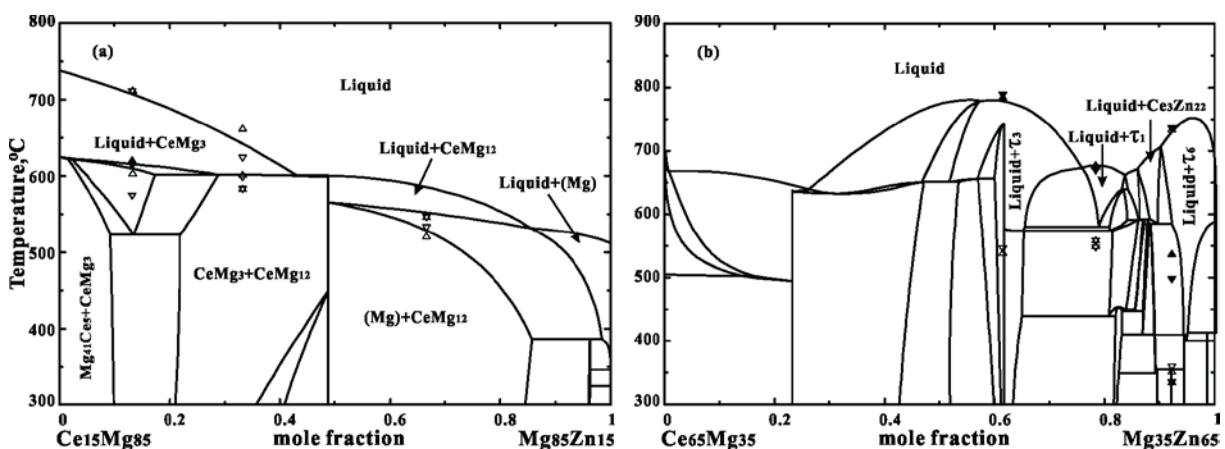 800
700
600
500
400
300
Temperature,°C
(a)
Liquid
Liquid+CeMg3
Liquid+CeMg12
Liquid+(Mg)
Mg41Ce5+CeMg3
CeMg3+CeMg12
(Mg)+CeMg12
0 0.2 0.4 0.6 0.8 1
Ce15Mg85 mole fraction Mg85Zn15
900
800
700
600
500
400
300
(b)
Liquid
Liquid+Ce3Zn22
Liquid+τ1
Liquid+τ3
Liquid+τ6
0 0.2 0.4 0.6 0.8 1
Ce65Mg35 mole fraction Mg35Zn65